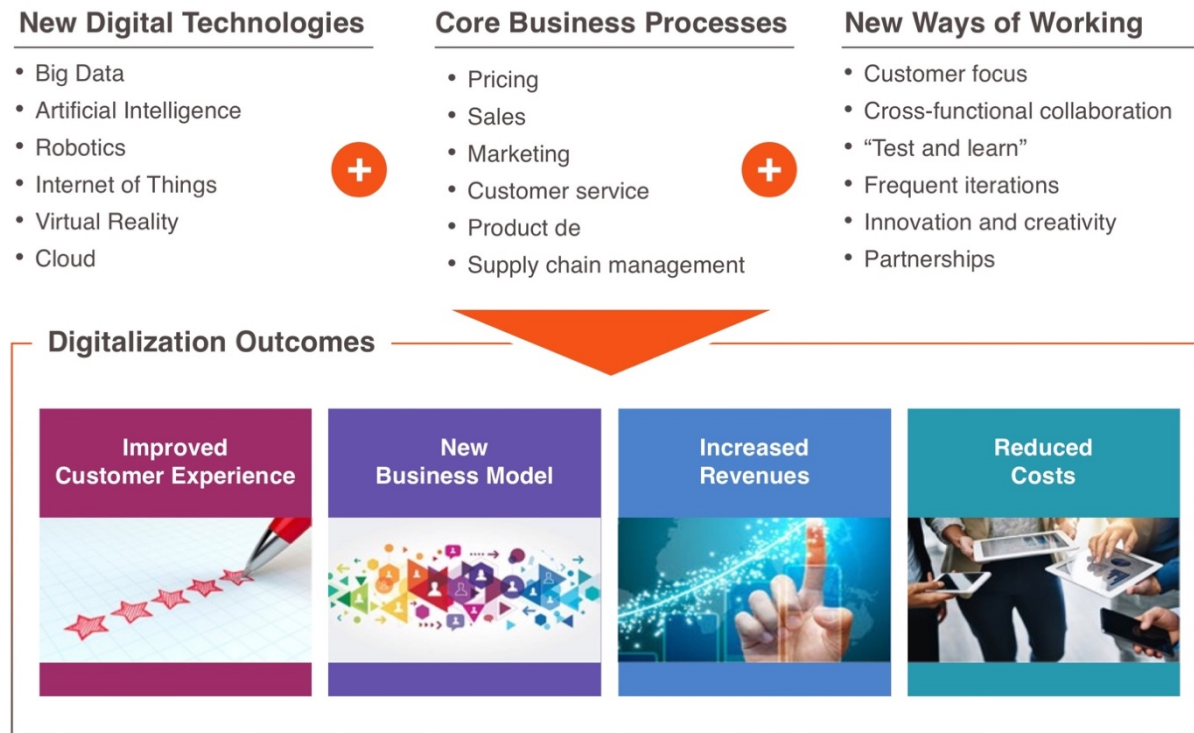 New Digital Technologies
• Big Data
• Artificial Intelligence
• Robotics
• Internet of Things
• Virtual Reality
• Cloud
+
Core Business Processes
• Pricing
• Sales
• Marketing
• Customer service
• Product de
• Supply chain management
+
New Ways of Working
• Customer focus
• Cross-functional collaboration
• “Test and learn”
• Frequent iterations
• Innovation and creativity
• Partnerships
Digitalization Outcomes
Improved
Customer Experience
New
Business Model
Increased
Revenues
Reduced
Costs